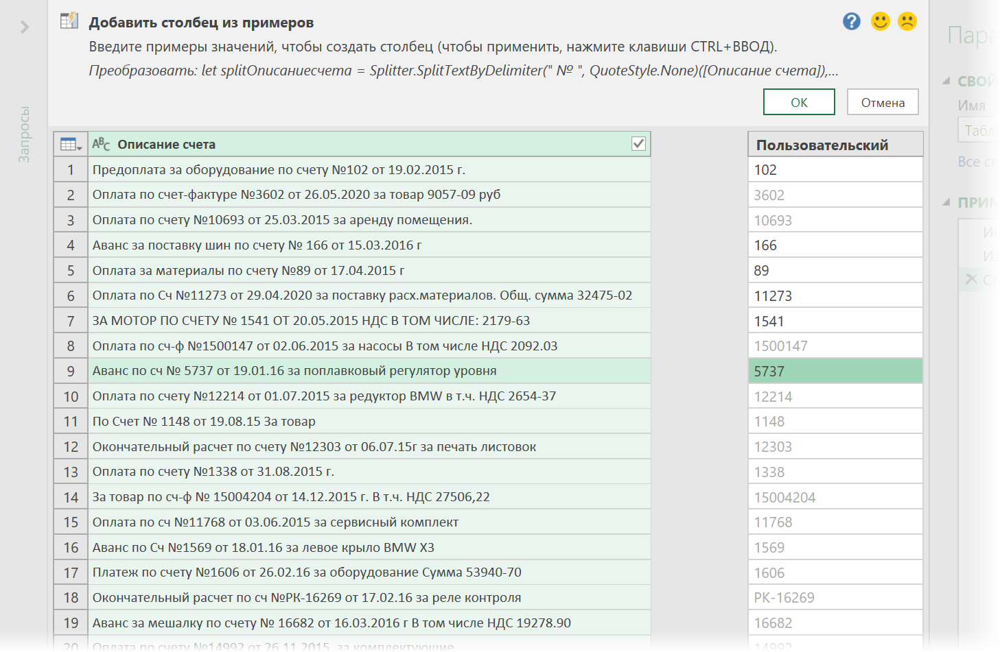 Добавить столбец из примеров
Введите примеры значений, чтобы создать столбец (чтобы применить, нажмите клавиши CTRL+ВВОД).
Преобразовать: let splitОписаниесчета = Splitter.SplitTextByDelimiter(" № ", QuoteStyle.None)([Описание счета]),...
ОК Отмена
Запросы
ABC Описание счета Пользовательский
1 Предоплата за оборудование по счету №102 от 19.02.2015 г. 102
2 Оплата по счет-фактуре №3602 от 26.05.2020 за товар 9057-09 руб 3602
3 Оплата по счету №10693 от 25.03.2015 за аренду помещения. 10693
4 Аванс за поставку шин по счету № 166 от 15.03.2016 г 166
5 Оплата за материалы по счету №89 от 17.04.2015 г 89
6 Оплата по Сч №11273 от 29.04.2020 за поставку расх.материалов. Общ. сумма 32475-02 11273
7 ЗА МОТОР ПО СЧЕТУ № 1541 ОТ 20.05.2015 НДС В ТОМ ЧИСЛЕ: 2179-63 1541
8 Оплата по сч-ф №1500147 от 02.06.2015 за насосы В том числе НДС 2092.03 1500147
9 Аванс по сч № 5737 от 19.01.16 за поплавковый регулятор уровня 5737
10 Оплата по счету №12214 от 01.07.2015 за редуктор BMW в т.ч. НДС 2654-37 12214
11 По Счет № 1148 от 19.08.15 За товар 1148
12 Окончательный расчет по счету №12303 от 06.07.15г за печать листовок 12303
13 Оплата по счету №1338 от 31.08.2015 г. 1338
14 За товар по сч-ф № 15004204 от 14.12.2015 г. В т.ч. НДС 27506,22 15004204
15 Оплата по сч №11768 от 03.06.2015 за сервисный комплект 11768
16 Аванс по Сч №1569 от 18.01.16 за левое крыло BMW X3 1569
17 Платеж по счету №1606 от 26.02.16 за оборудование Сумма 53940-70 1606
18 Окончательный расчет по сч №РК-16269 от 17.02.16 за реле контроля РК-16269
19 Аванс за мешалку по счету № 16682 от 16.03.2016 г В том числе НДС 19278.90 16682
20 Оплата по счету №14992 от 26.11.2015 за комплектующие 14992
Имя
Все